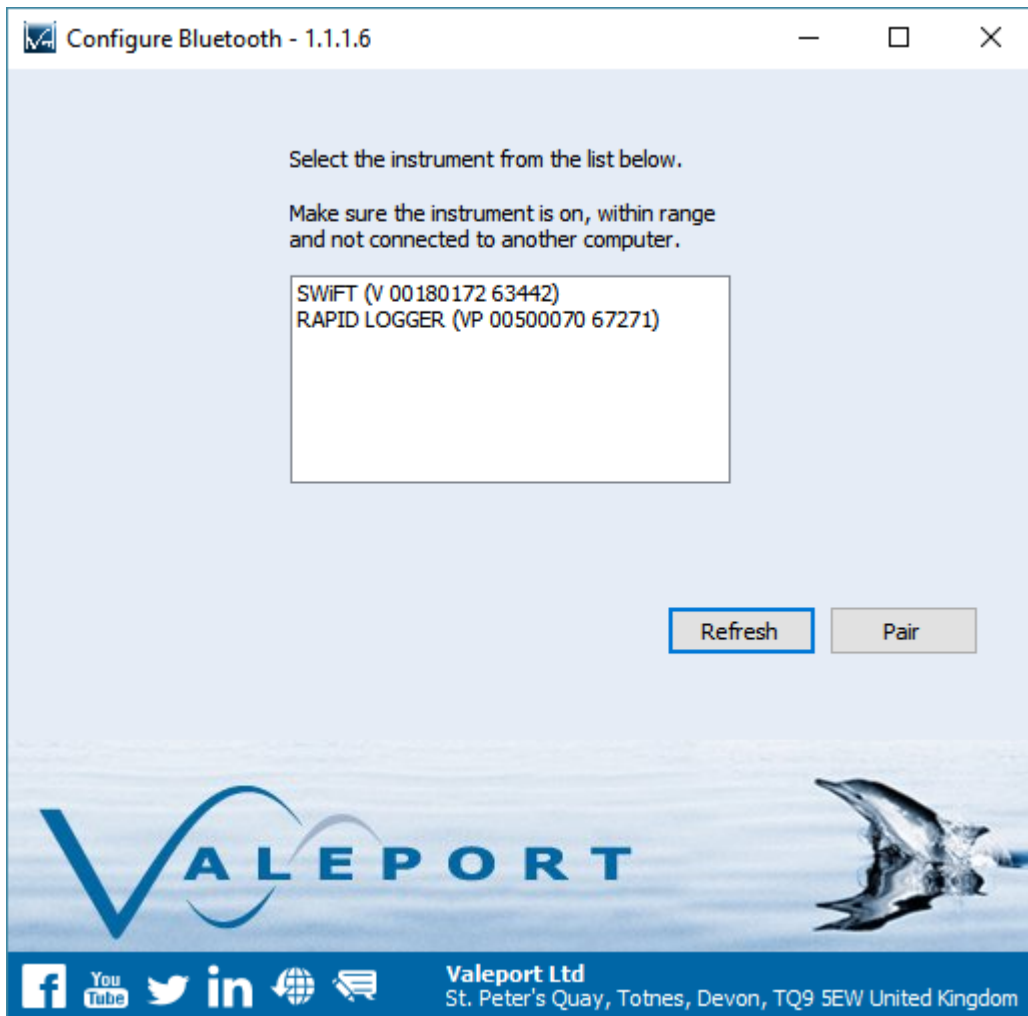 Configure Bluetooth - 1.1.1.6
Select the instrument from the list below.
Make sure the instrument is on, within range
and not connected to another computer.
SWiFT (V 00180172 63442)
RAPID LOGGER (VP 00500070 67271)
Refresh
Pair
VALEPORT
You
Tube
in
Valeport Ltd
St. Peter's Quay, Totnes, Devon, TQ9 5EW United Kingdom